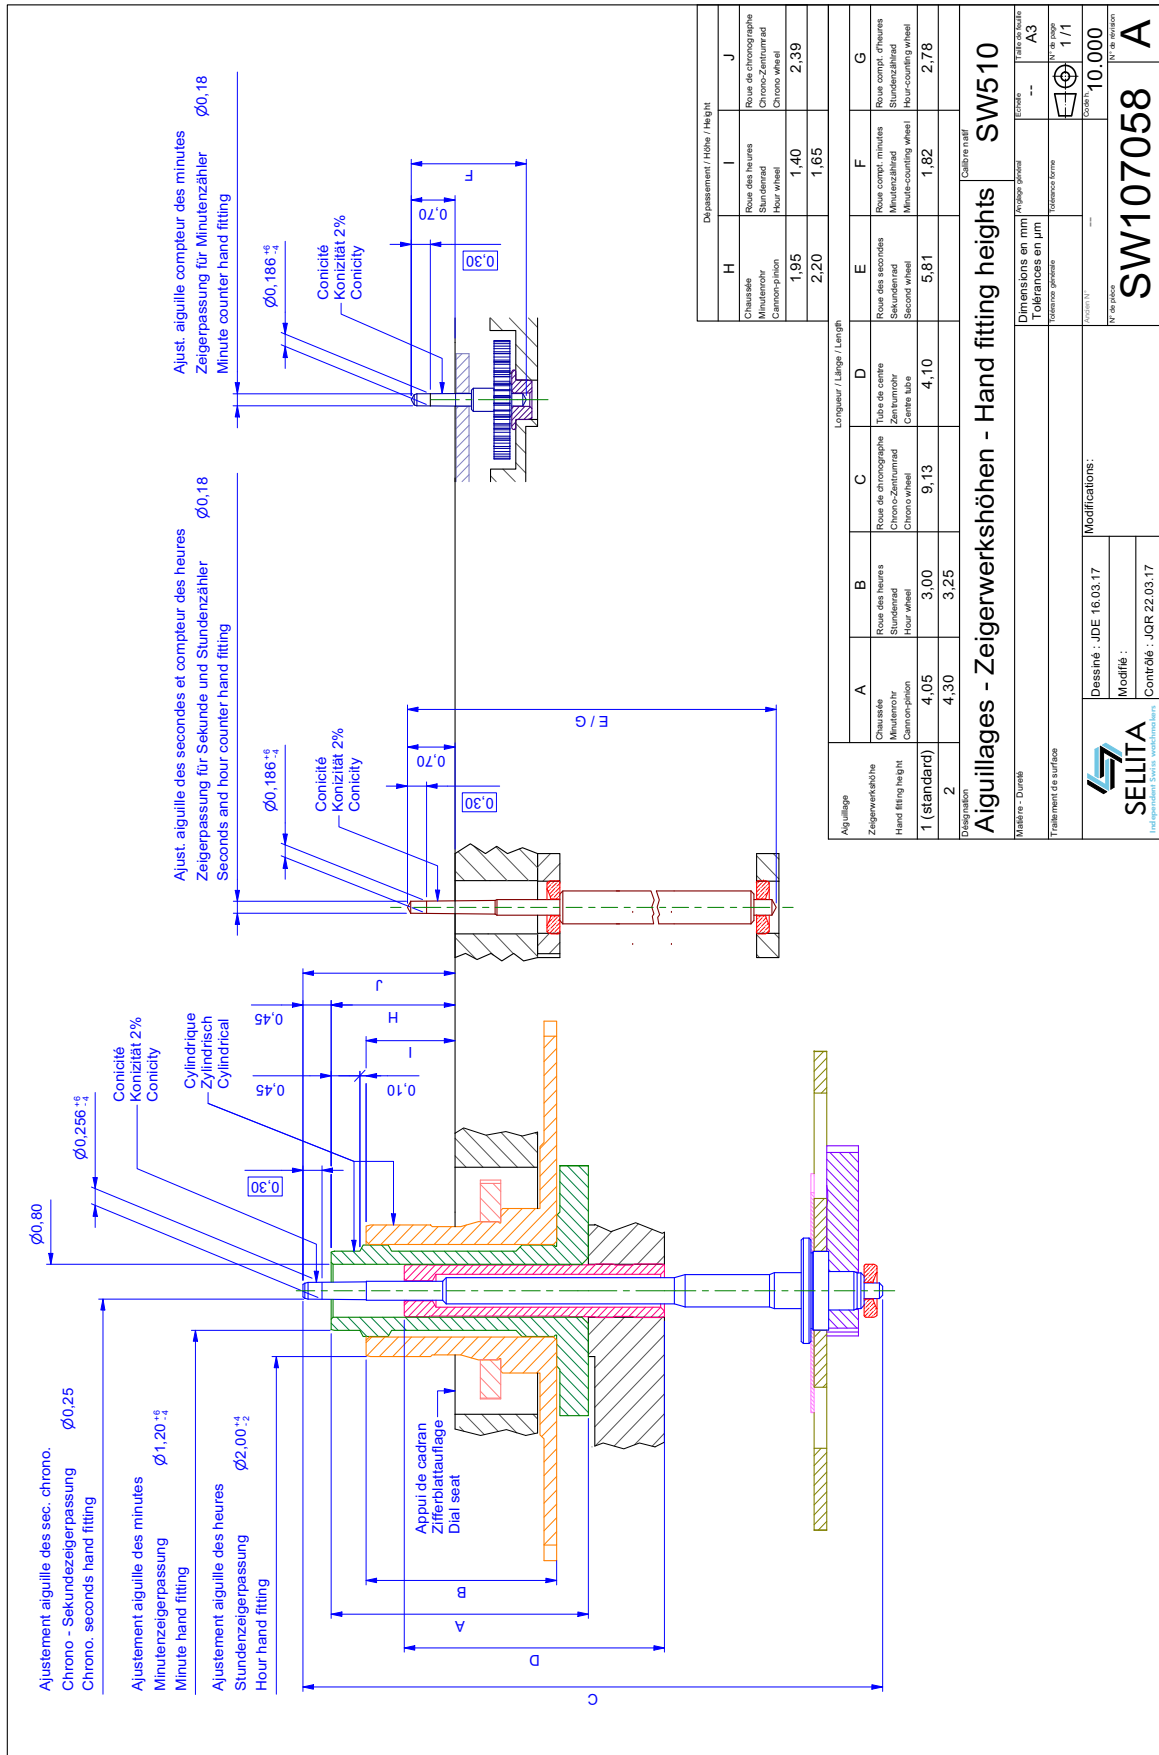 Ajustement aiguille des sec. chrono.
Chrono - Sekundezeigerpassung Ø0,25
Chrono. seconds hand fitting
Ajustement aiguille des minutes
Minutenzeigerpassung Ø1,20 +6 -4
Minute hand fitting
Ajustement aiguille des heures
Stundenzeigerpassung Ø2,00 +4 -2
Hour hand fitting
Appui de cadran
Zifferblattauflage
Dial seat
Ø0,80
Ø0,256 +6 -4
Conicité
Konizität 2%
Conicity
Cylindrique
Zylindrisch
Cylindrical
0,30
0,45
0,45
0,10
J
H
I
B
A
D
C
Ajust. aiguille des secondes et compteur des heures
Zeigerpassung für Sekunde und Stundenzähler Ø0,18
Seconds and hour counter hand fitting
Ø0,186 +6 -4
Conicité
Konizität 2%
Conicity
0,70
0,30
E / G
Ajust. aiguille compteur des minutes
Zeigerpassung für Minutenzähler Ø0,18
Minute counter hand fitting
Ø0,186 +6 -4
Conicité
Konizität 2%
Conicity
0,70
0,30
F
Dépassement / Höhe / Height
H I J
Chaussée Roue des heures Roue de chronographe
Minutenrohr Stundenrad Chrono-Zentrumrad
Cannon-pinion Hour wheel Chrono wheel
1,95 1,40 2,39
2,20 1,65
Longueur / Länge / Length
Aiguillage A B C D E F G
Zeigerwerkshöhe
Hand fitting height
Chaussée Roue des heures Roue de chronographe Tube de centre Roue des secondes Roue compt. minutes Roue compt. d'heures
Minutenrohr Stundenrad Chrono-Zentrumrad Zentrumrohr Sekundenrad Minutenzählrad Stundenzählrad
Cannon-pinion Hour wheel Chrono wheel Centre tube Second wheel Minute-counting wheel Hour-counting wheel
1 (standard) 4,05 3,00 9,13 4,10 5,81 1,82 2,78
2 4,30 3,25
Désignation
Aiguillages - Zeigerwerkshöhen - Hand fitting heights
Calibre natif
SW510
Matière - Dureté
Dimensions en mm
Tolérances en µm
Anglage général
Echelle
--
Taille de feuille
A3
Traitement de surface
Tolérance générale
Tolérance forme
N° de page
1/1
SELLITA
Independent Swiss watchmakers
Dessiné : JDE 16.03.17
Modifié :
Contrôlé : JQR 22.03.17
Modifications:
Ancien N°
--
Code h.
10.000
N° de pièce
SW107058
N° de révision
A